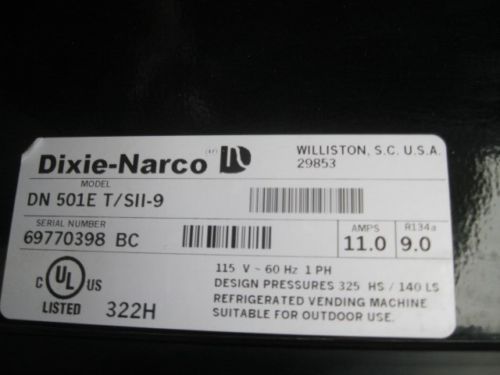 Dixie-Narco
WILLISTON, S.C. U.S.A.
29853
MODEL
DN 501E T/SII-9
SERIAL NUMBER
69770398 BC
AMPS
11.0
R134a
9.0
C UL US
LISTED
322H
115 V ~ 60 Hz 1 PH
DESIGN PRESSURES 325 HS / 140 LS
REFRIGERATED VENDING MACHINE
SUITABLE FOR OUTDOOR USE.